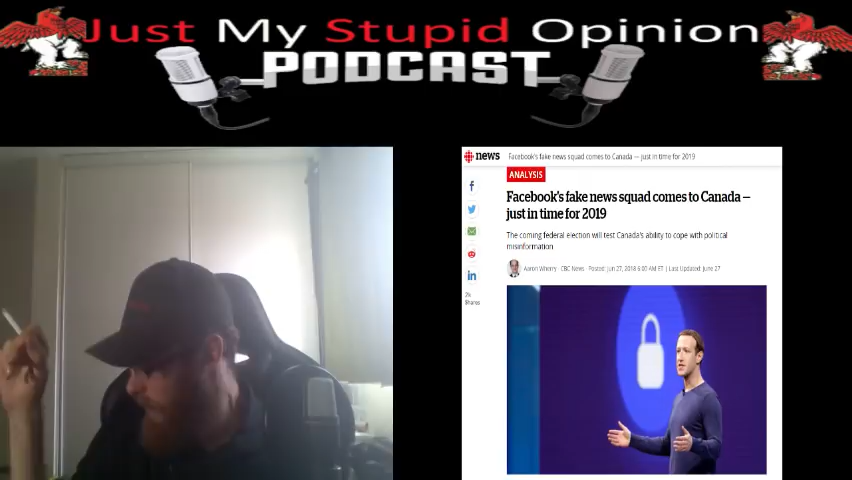 Just My Stupid Opinion
PODCAST
news
Facebook's fake news squad comes to Canada — just in time for 2019
ANALYSIS
Facebook's fake news squad comes to Canada —
just in time for 2019
The coming federal election will test Canada's ability to cope with political
misinformation
Aaron Wherry · CBC News · Posted: Jun 27, 2018 6:00 AM ET | Last Updated: June 27
2k
Shares